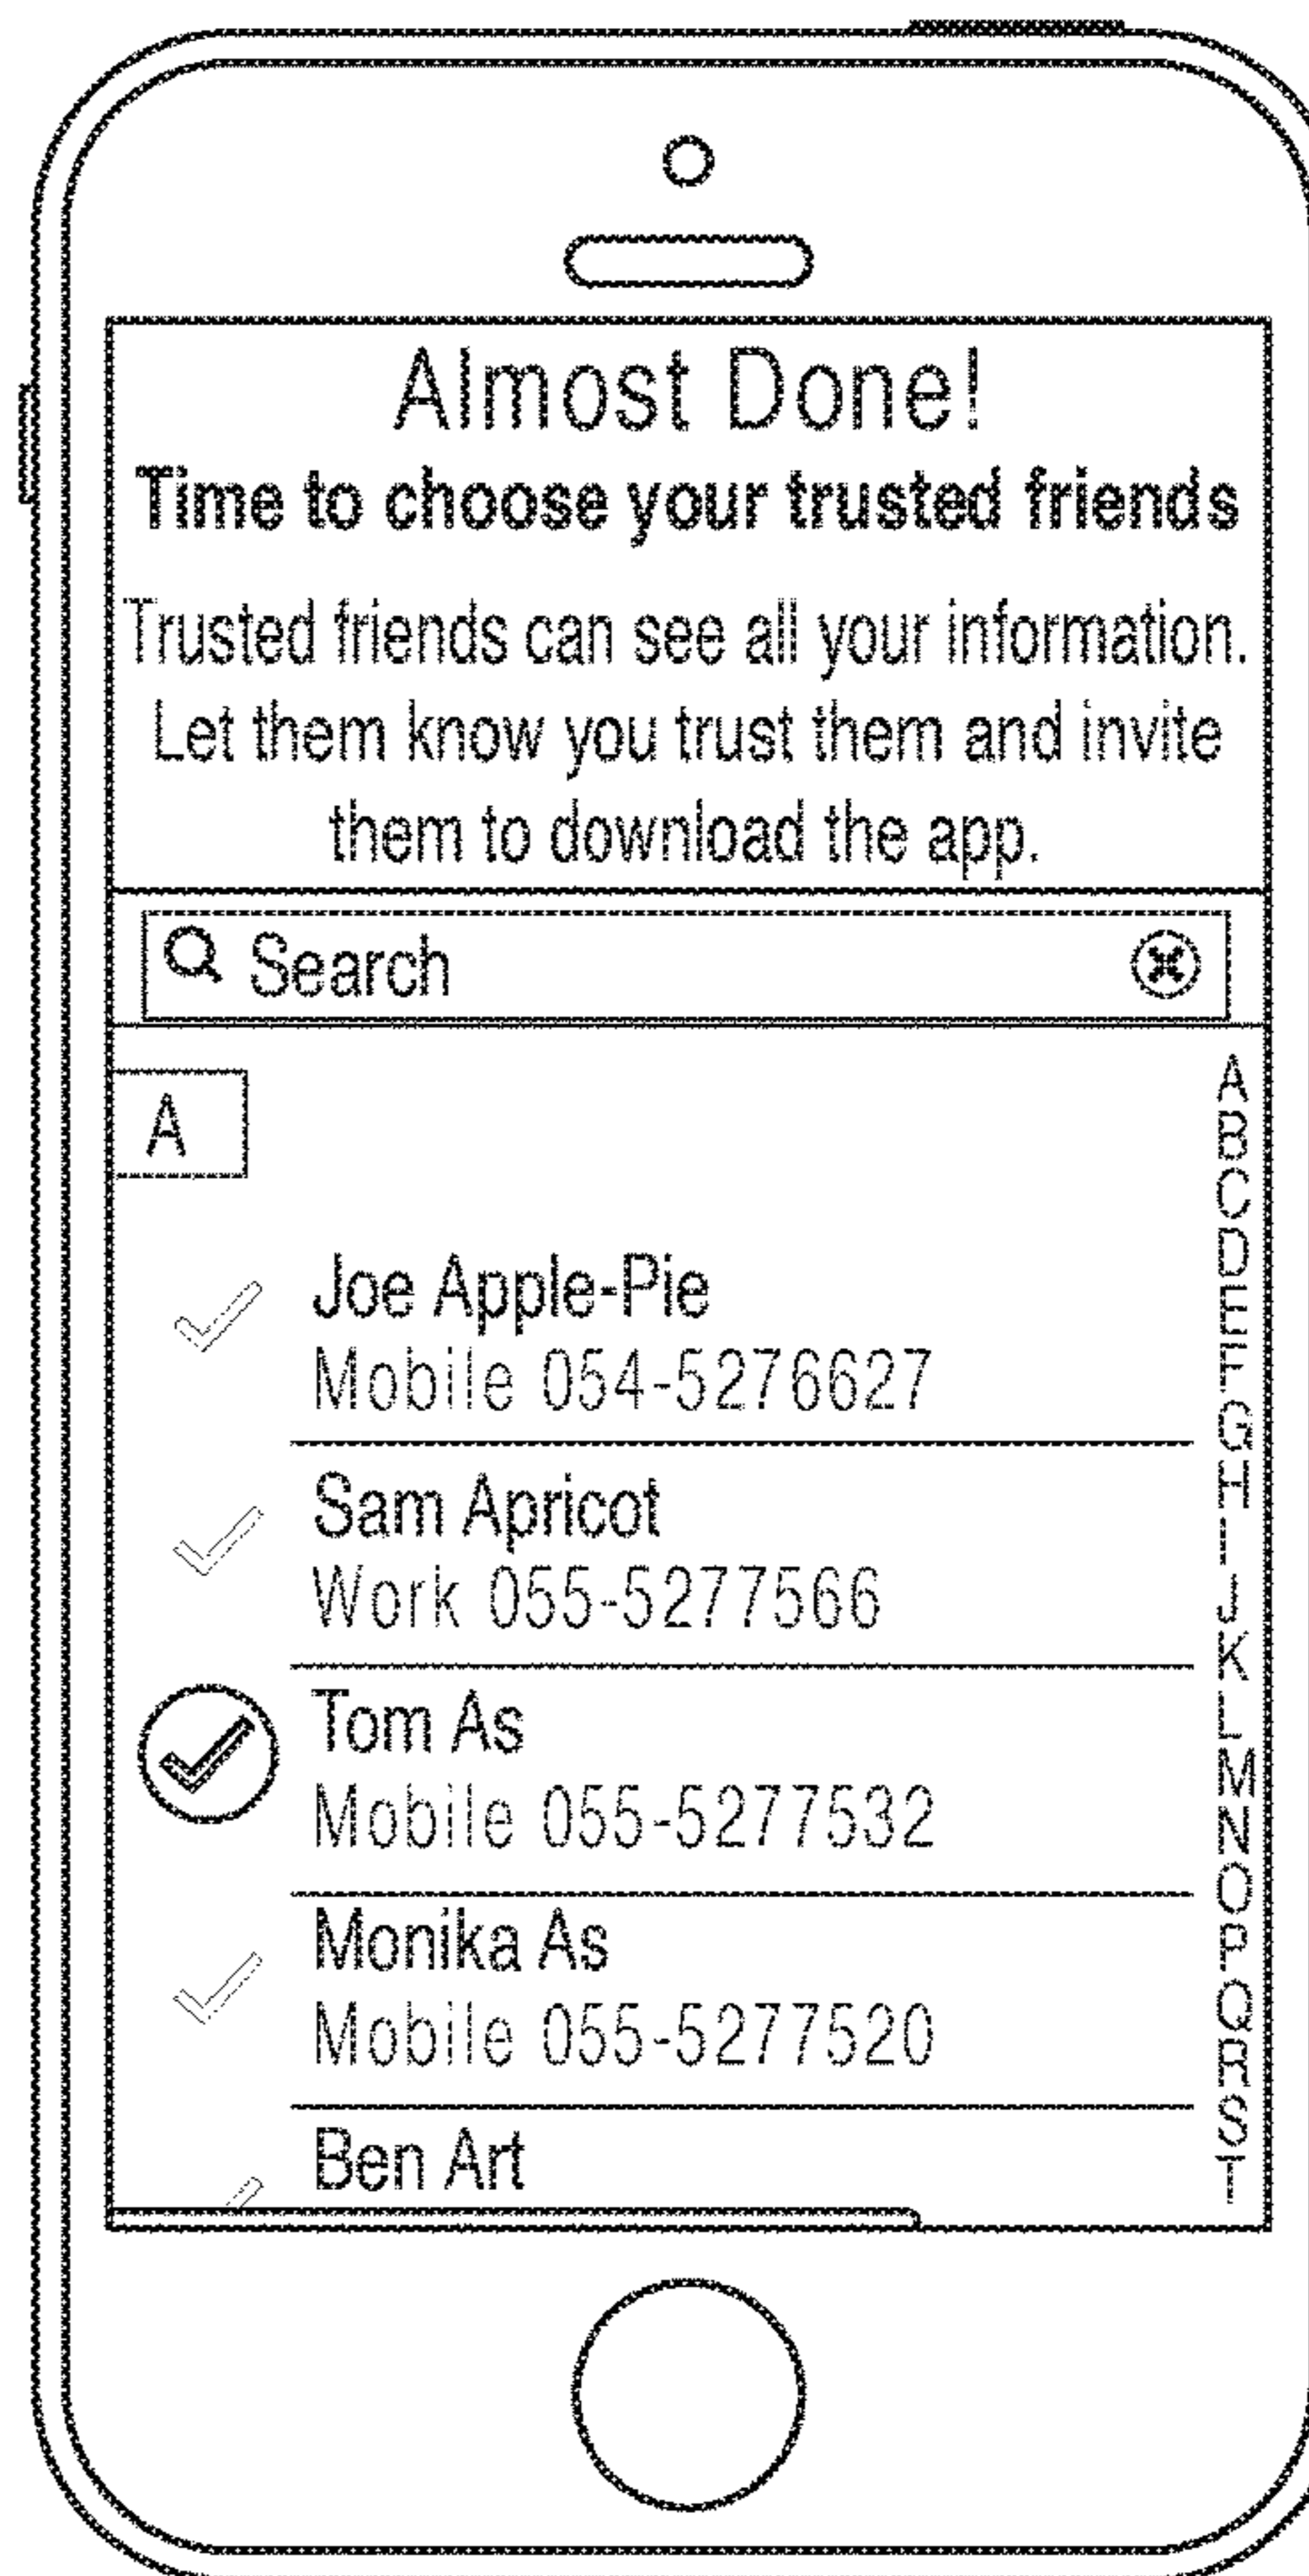 Almost Done!
Time to choose your trusted friends
Trusted friends can see all your information.
Let them know you trust them and invite
them to download the app.
Search
A
Joe Apple-Pie
Mobile 054-5276627
Sam Apricot
Work 055-5277566
Tom As
Mobile 055-5277532
Monika As
Mobile 055-5277520
Ben Art
A
B
C
D
E
F
G
H
I
J
K
L
M
N
O
P
Q
R
S
T